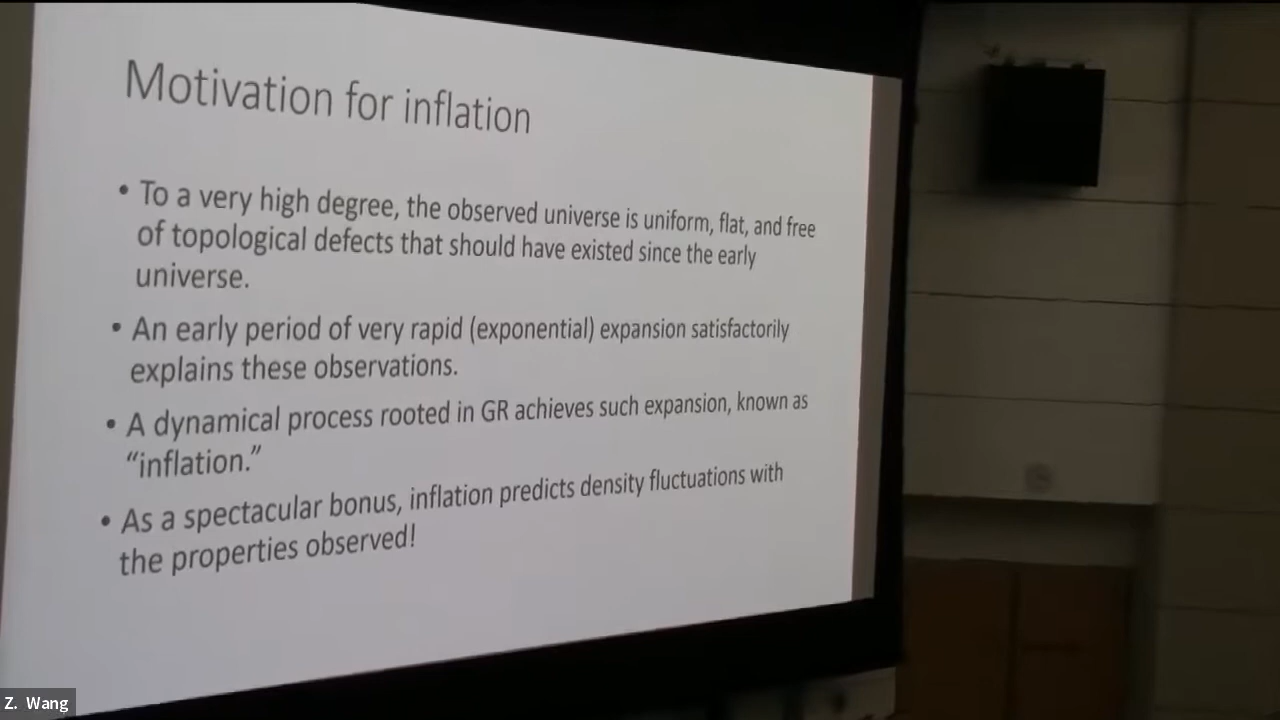 Motivation for inflation
• To a very high degree, the observed universe is uniform, flat, and free
of topological defects that should have existed since the early
universe.
• An early period of very rapid (exponential) expansion satisfactorily
explains these observations.
• A dynamical process rooted in GR achieves such expansion, known as
“inflation.”
• As a spectacular bonus, inflation predicts density fluctuations with
the properties observed!
Z. Wang